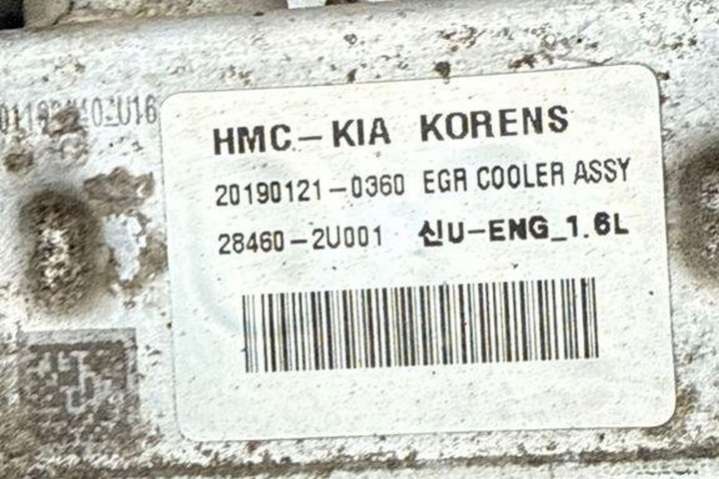 HMC-KIA KORENS
20190121-0360 EGR COOLER ASSY
28460-2U001 신U-ENG_1.6L